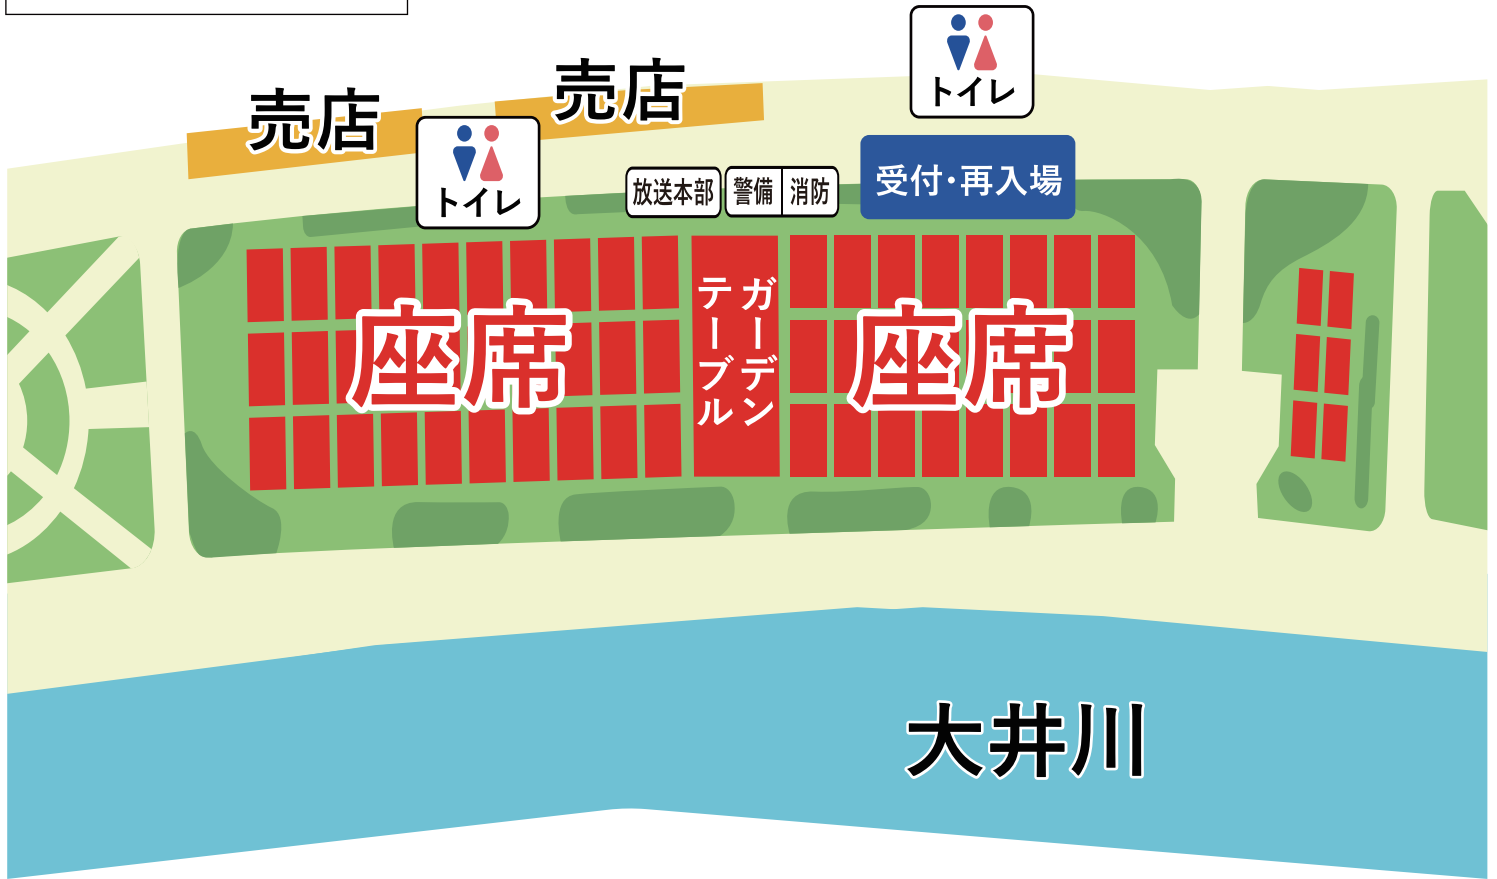 トイレ
売店
売店
トイレ
放送本部
警備
消防
受付・再入場
座席
ガーデン
テーブル
座席
大井川